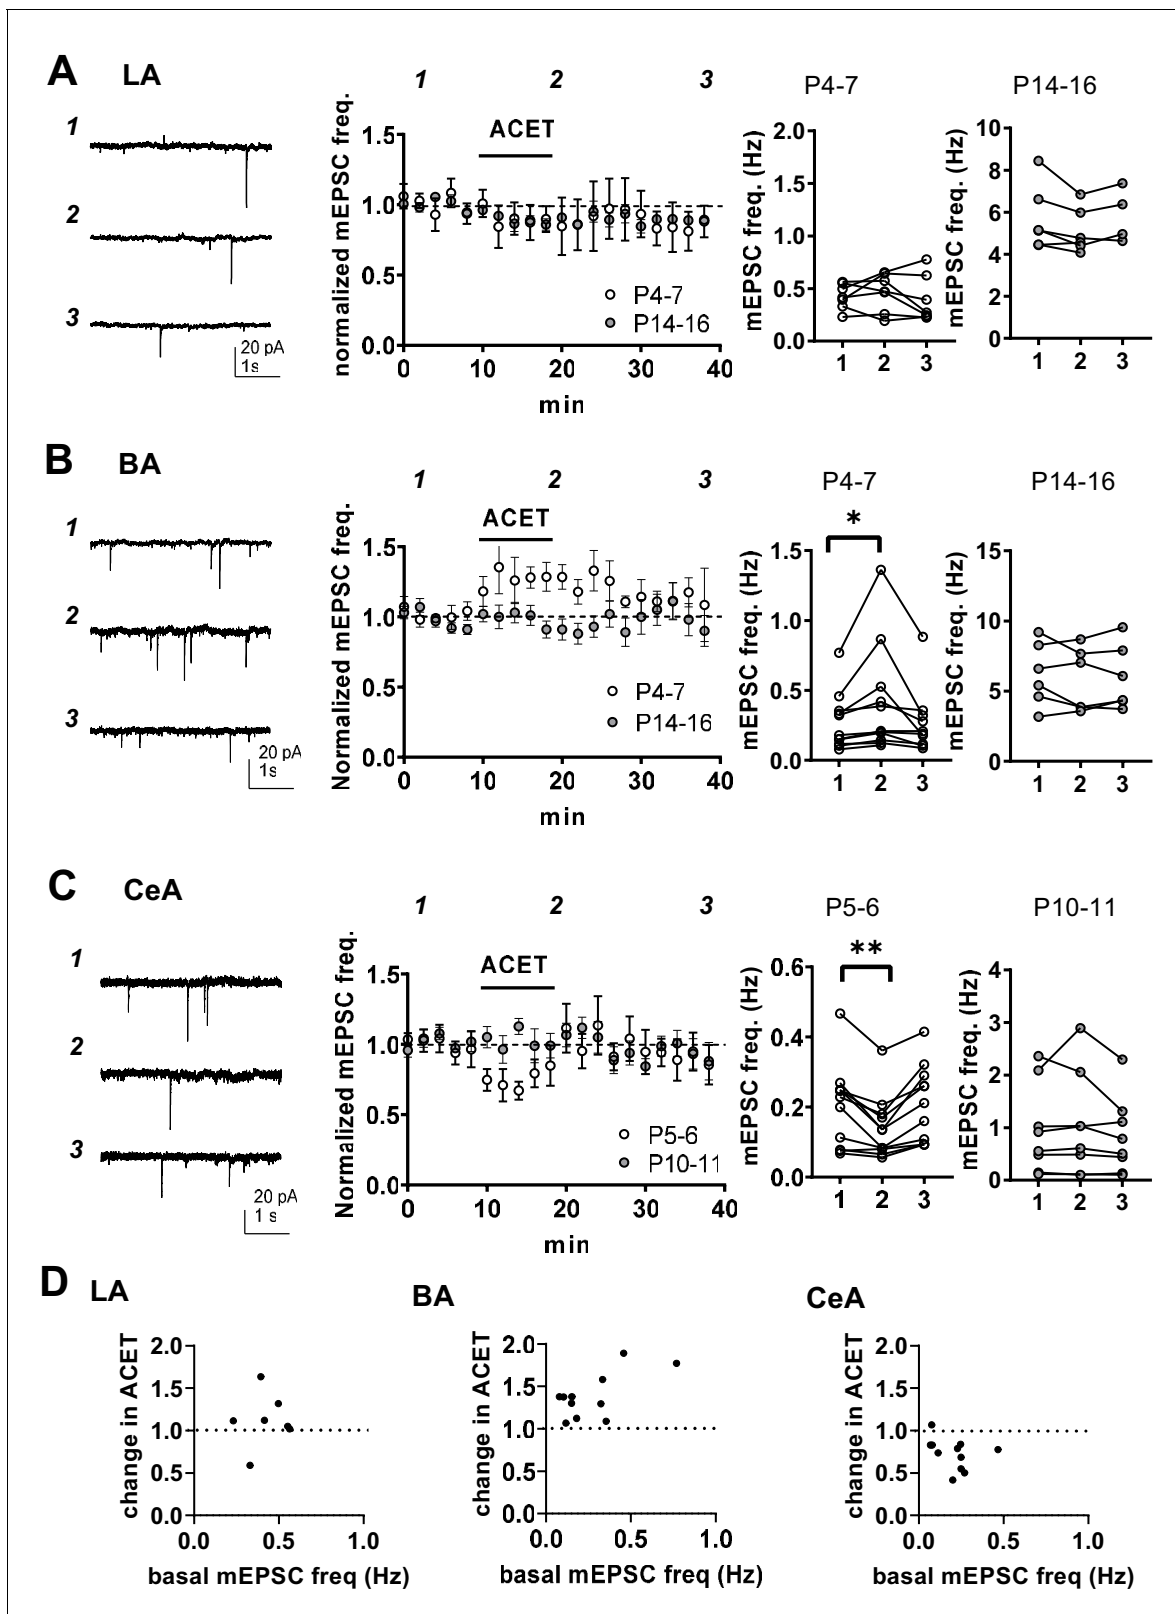 A LA
1
2
3
20 pA
1s
1 2 3
ACET
normalized mEPSC freq.
1.5
1.0
0.5
0.0
0 10 20 30 40
min
P4-7
P14-16
P4-7
mEPSC freq. (Hz)
2.0
1.5
1.0
0.5
0.0
1 2 3
P14-16
mEPSC freq. (Hz)
10
8
6
4
2
0
1 2 3
B BA
1
2
3
20 pA
1s
1 2 3
ACET
Normalized mEPSC freq.
1.5
1.0
0.5
0.0
0 10 20 30 40
min
P4-7
P14-16
P4-7
*
mEPSC freq. (Hz)
1.5
1.0
0.5
0.0
1 2 3
P14-16
mEPSC freq. (Hz)
15
10
5
0
1 2 3
C CeA
1
2
3
20 pA
1 s
1 2 3
ACET
Normalized mEPSC freq.
1.5
1.0
0.5
0.0
0 10 20 30 40
min
P5-6
P10-11
P5-6
**
mEPSC freq. (Hz)
0.6
0.4
0.2
0.0
1 2 3
P10-11
mEPSC freq. (Hz)
4
3
2
1
0
1 2 3
D LA
change in ACET
2.0
1.5
1.0
0.5
0.0
0.0 0.5 1.0
basal mEPSC freq (Hz)
BA
change in ACET
2.0
1.5
1.0
0.5
0.0
0.0 0.5 1.0
basal mEPSC freq (Hz)
CeA
change in ACET
2.0
1.5
1.0
0.5
0.0
0.0 0.5 1.0
basal mEPSC freq (Hz)